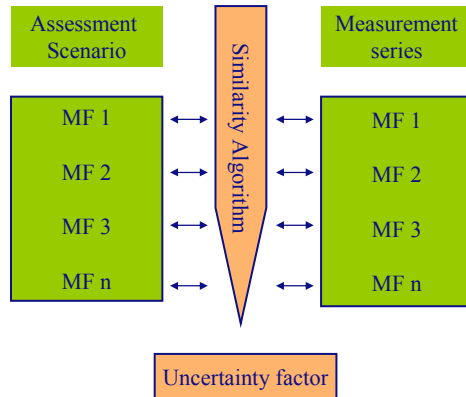 Assessment
Scenario
Measurement
series
Similarity Algorithm
MF 1
MF 2
MF 3
MF n
MF 1
MF 2
MF 3
MF n
Uncertainty factor